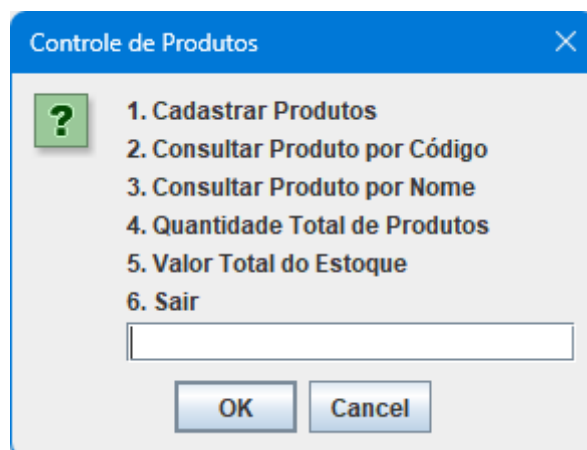 Controle de Produtos
1. Cadastrar Produtos
2. Consultar Produto por Código
3. Consultar Produto por Nome
4. Quantidade Total de Produtos
5. Valor Total do Estoque
6. Sair
OK Cancel